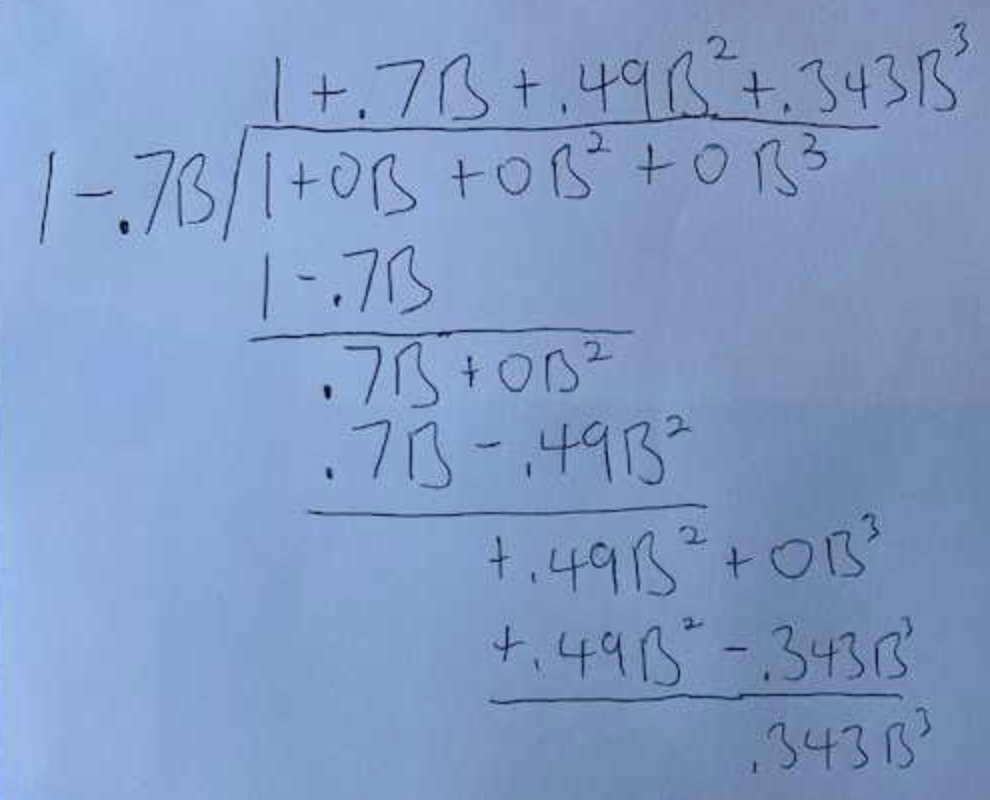 1 + .7B + .49B² + .343B³
1 - .7B / 1 + 0B + 0B² + 0B³
1 - .7B
.7B + 0B²
.7B - .49B²
+ .49B² + 0B³
+ .49B² - .343B³
.343B³